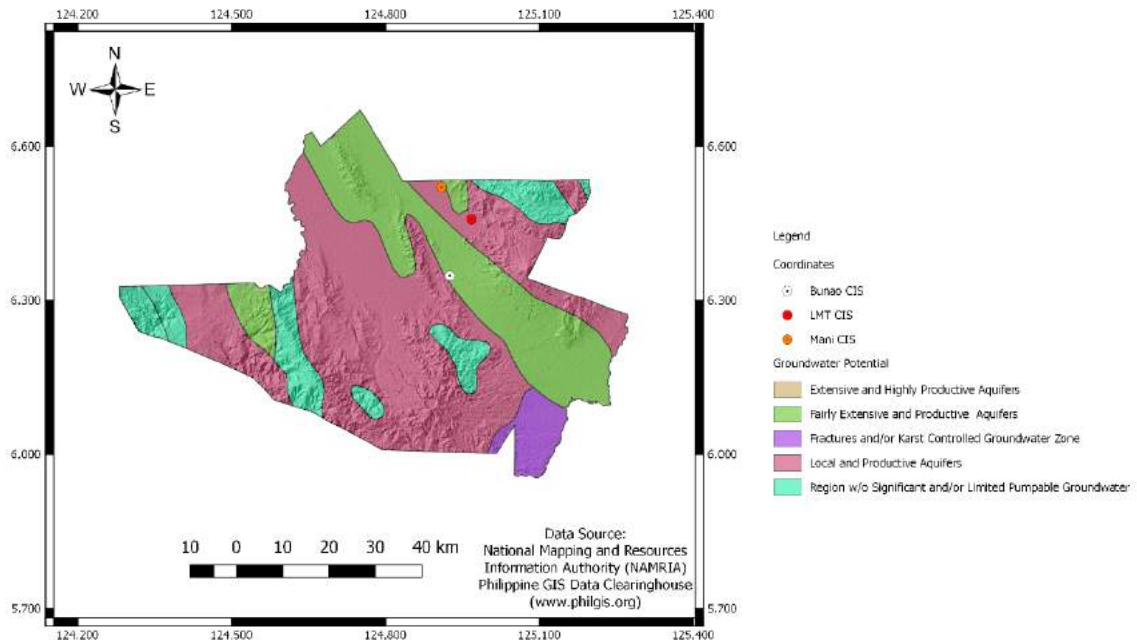 124.200 124.500 124.800 125.100 125.400
N
W E
S
6.600 6.600
6.300 6.300
6.000 6.000
5.700 5.700
Legend
Coordinates
Bunao CIS
LMT CIS
Mani CIS
Groundwater Potential
Extensive and Highly Productive Aquifers
Fairly Extensive and Productive Aquifers
Fractures and/or Karst Controlled Groundwater Zone
Local and Productive Aquifers
Region w/o Significant and/or Limited Pumpable Groundwater
10 0 10 20 30 40 km
Data Source:
National Mapping and Resources
Information Authority (NAMRIA)
Philippine GIS Data Clearinghouse
(www.philgis.org)
124.200 124.500 124.800 125.100 125.400